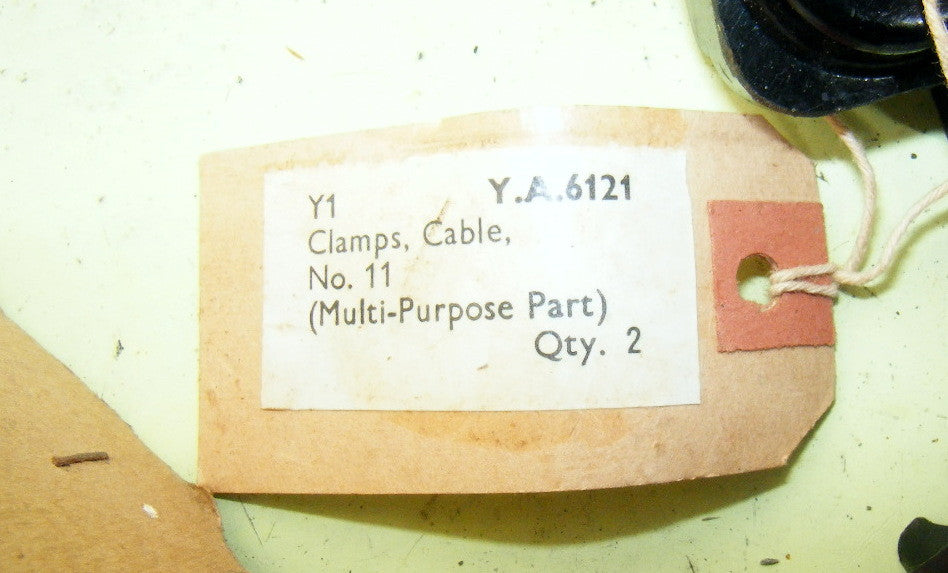 Y1 Y.A.6121
Clamps, Cable,
No. 11
(Multi-Purpose Part)
Qty. 2